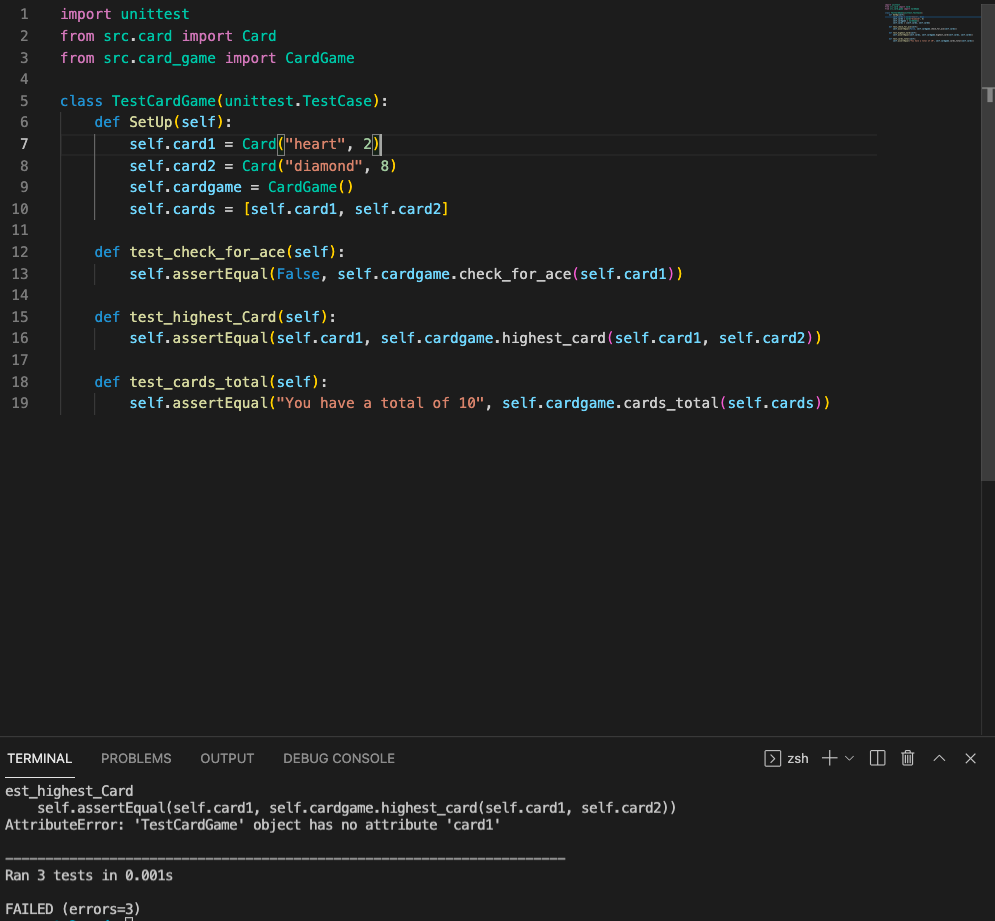 1 import unittest
2 from src.card import Card
3 from src.card_game import CardGame
4
5 class TestCardGame(unittest.TestCase):
6     def SetUp(self):
7         self.card1 = Card("heart", 2)
8         self.card2 = Card("diamond", 8)
9         self.cardgame = CardGame()
10         self.cards = [self.card1, self.card2]
11
12     def test_check_for_ace(self):
13         self.assertEqual(False, self.cardgame.check_for_ace(self.card1))
14
15     def test_highest_Card(self):
16         self.assertEqual(self.card1, self.cardgame.highest_card(self.card1, self.card2))
17
18     def test_cards_total(self):
19         self.assertEqual("You have a total of 10", self.cardgame.cards_total(self.cards))
TERMINAL PROBLEMS OUTPUT DEBUG CONSOLE zsh
est_highest_Card
    self.assertEqual(self.card1, self.cardgame.highest_card(self.card1, self.card2))
AttributeError: 'TestCardGame' object has no attribute 'card1'
----------------------------------------------------------------------
Ran 3 tests in 0.001s
FAILED (errors=3)